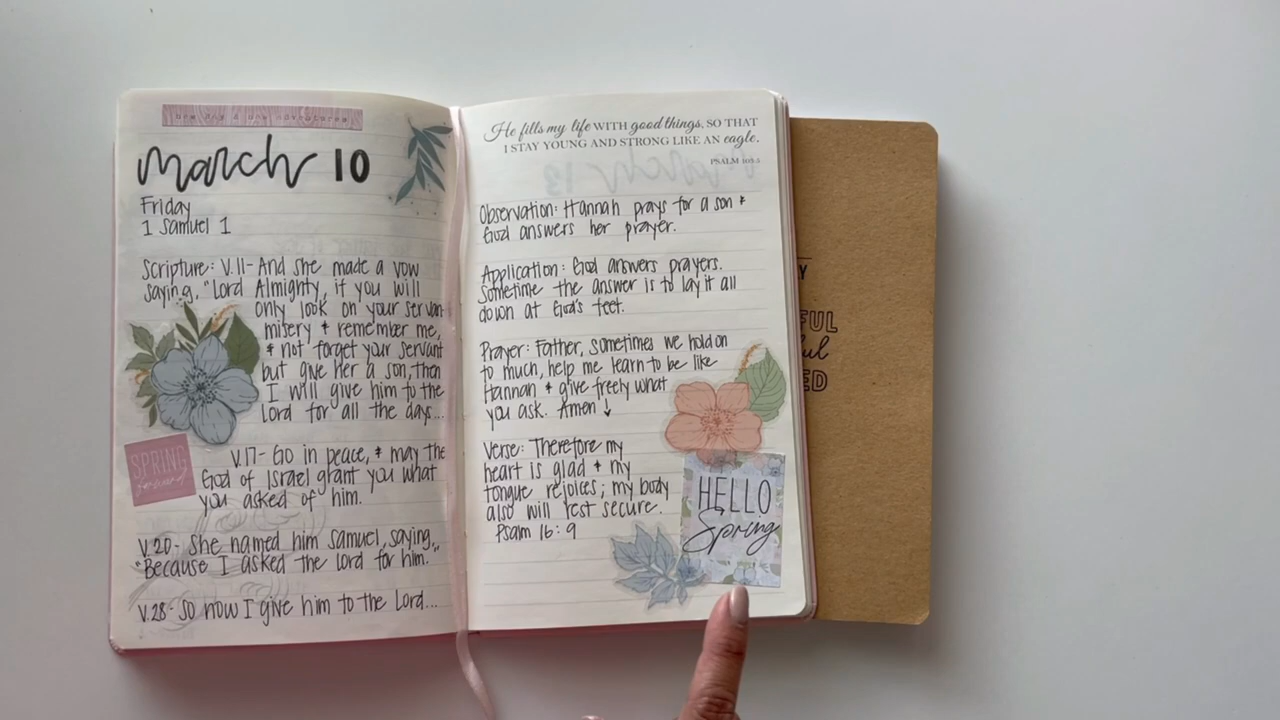 march 10
Friday
1 Samuel 1
Scripture: V.11- And she made a vow
saying, "Lord Almighty, if you will
only look on your servan
misery + remember me,
+ not forget your servant
but give her a son, then
I will give him to the
Lord for all the days...
SPRING
forward
V.17- Go in peace, + may the
God of Israel grant you what
you asked of him.
V.20- She named him Samuel, saying,
"Because I asked the Lord for him.
V.28- So now I give him to the Lord...
He fills my life WITH good things, SO THAT
I STAY YOUNG AND STRONG LIKE AN eagle.
PSALM 103:5
Observation: Hannah prays for a son +
God answers her prayer.
Application: God answers prayers.
Sometime the answer is to lay it all
down at God's feet.
Prayer: Father, sometimes we hold on
to much, help me learn to be like
Hannah + give freely what
you ask. Amen ↓
Verse: Therefore my
heart is glad + my
tongue rejoices; my body
also will rest secure.
Psalm 16:9
HELLO
Spring
Y
FUL
ful
ED